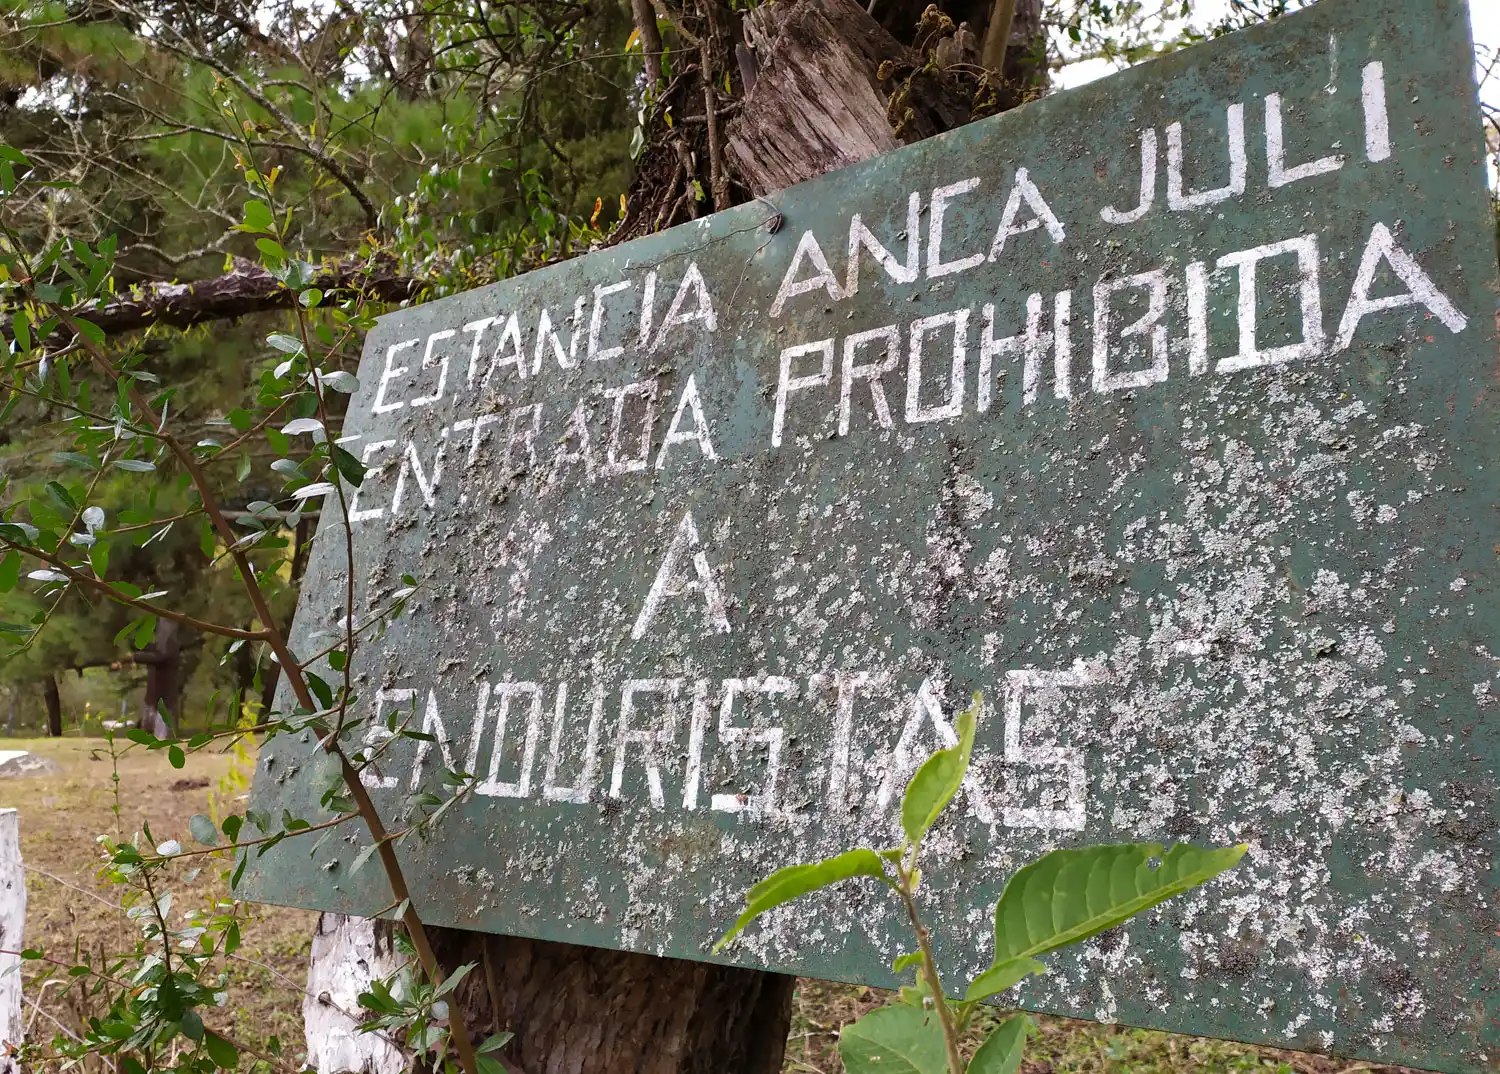 ESTANCIA ANCA JULI
ENTRADA PROHIBIDA
A
ENDURISTAS